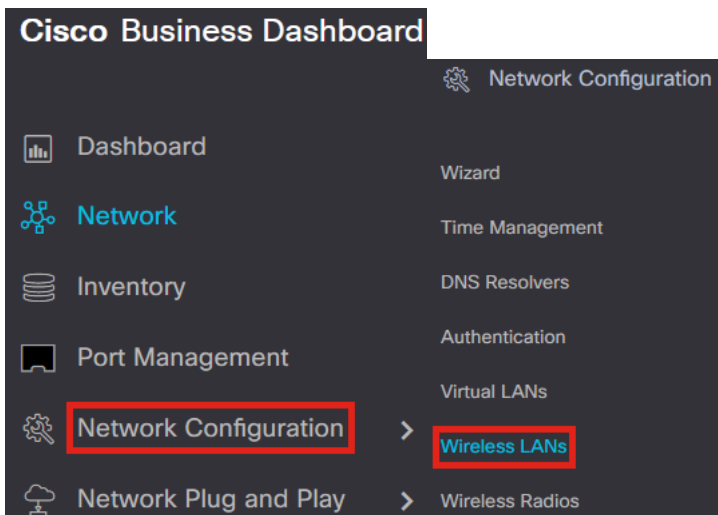 Cisco Business Dashboard
Dashboard
Network
Inventory
Port Management
Network Configuration
Network Plug and Play
Network Configuration
Wizard
Time Management
DNS Resolvers
Authentication
Virtual LANs
Wireless LANs
Wireless Radios